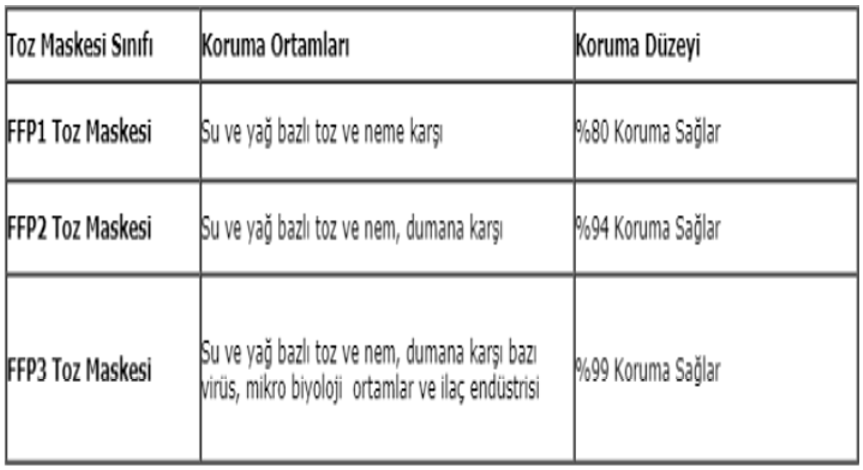 Toz Maskesi Sınıfı Koruma Ortamları Koruma Düzeyi
FFP1 Toz Maskesi Su ve yağ bazlı toz ve neme karşı %80 Koruma Sağlar
FFP2 Toz Maskesi Su ve yağ bazlı toz ve nem, dumana karşı %94 Koruma Sağlar
FFP3 Toz Maskesi Su ve yağ bazlı toz ve nem, dumana karşı bazı
virüs, mikro biyoloji ortamlar ve ilaç endüstrisi %99 Koruma Sağlar